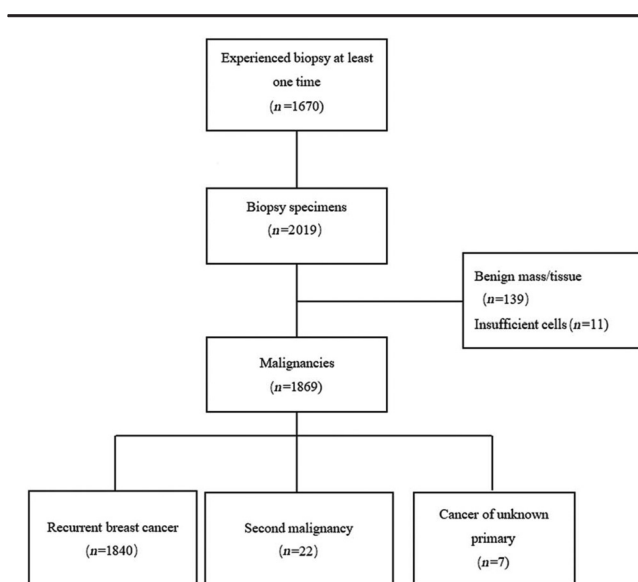 Experienced biopsy at least
one time
(n=1670)
Biopsy specimens
(n=2019)
Benign mass/tissue
(n=139)
Insufficient cells (n=11)
Malignancies
(n=1869)
Recurrent breast cancer
(n=1840)
Second malignancy
(n=22)
Cancer of unknown
primary
(n=7)